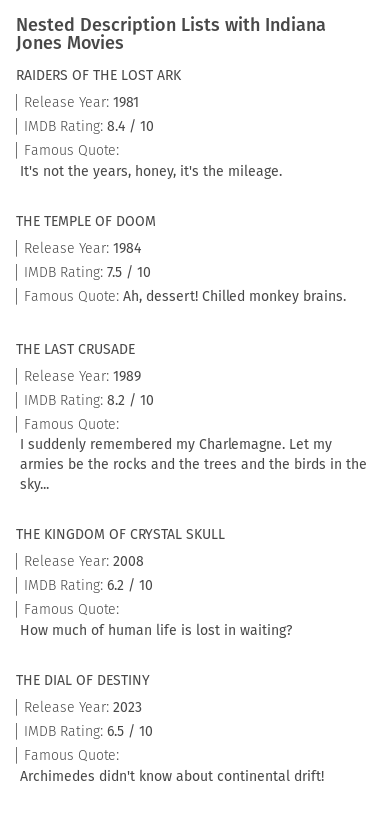 Nested Description Lists with Indiana
Jones Movies
RAIDERS OF THE LOST ARK
Release Year: 1981
IMDB Rating: 8.4 / 10
Famous Quote:
It's not the years, honey, it's the mileage.
THE TEMPLE OF DOOM
Release Year: 1984
IMDB Rating: 7.5 / 10
Famous Quote: Ah, dessert! Chilled monkey brains.
THE LAST CRUSADE
Release Year: 1989
IMDB Rating: 8.2 / 10
Famous Quote:
I suddenly remembered my Charlemagne. Let my
armies be the rocks and the trees and the birds in the
sky...
THE KINGDOM OF CRYSTAL SKULL
Release Year: 2008
IMDB Rating: 6.2 / 10
Famous Quote:
How much of human life is lost in waiting?
THE DIAL OF DESTINY
Release Year: 2023
IMDB Rating: 6.5 / 10
Famous Quote:
Archimedes didn't know about continental drift!